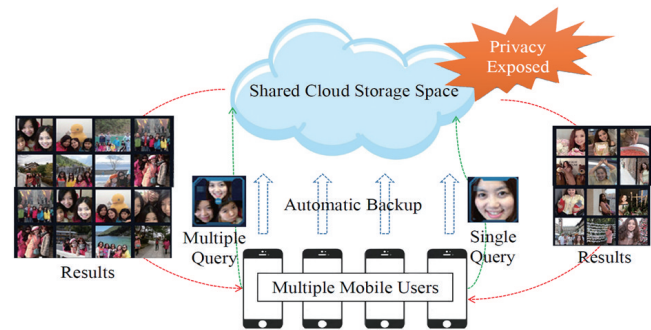 Privacy
Exposed
Shared Cloud Storage Space
Automatic Backup
Multiple
Query
Single
Query
Results
Multiple Mobile Users
Results